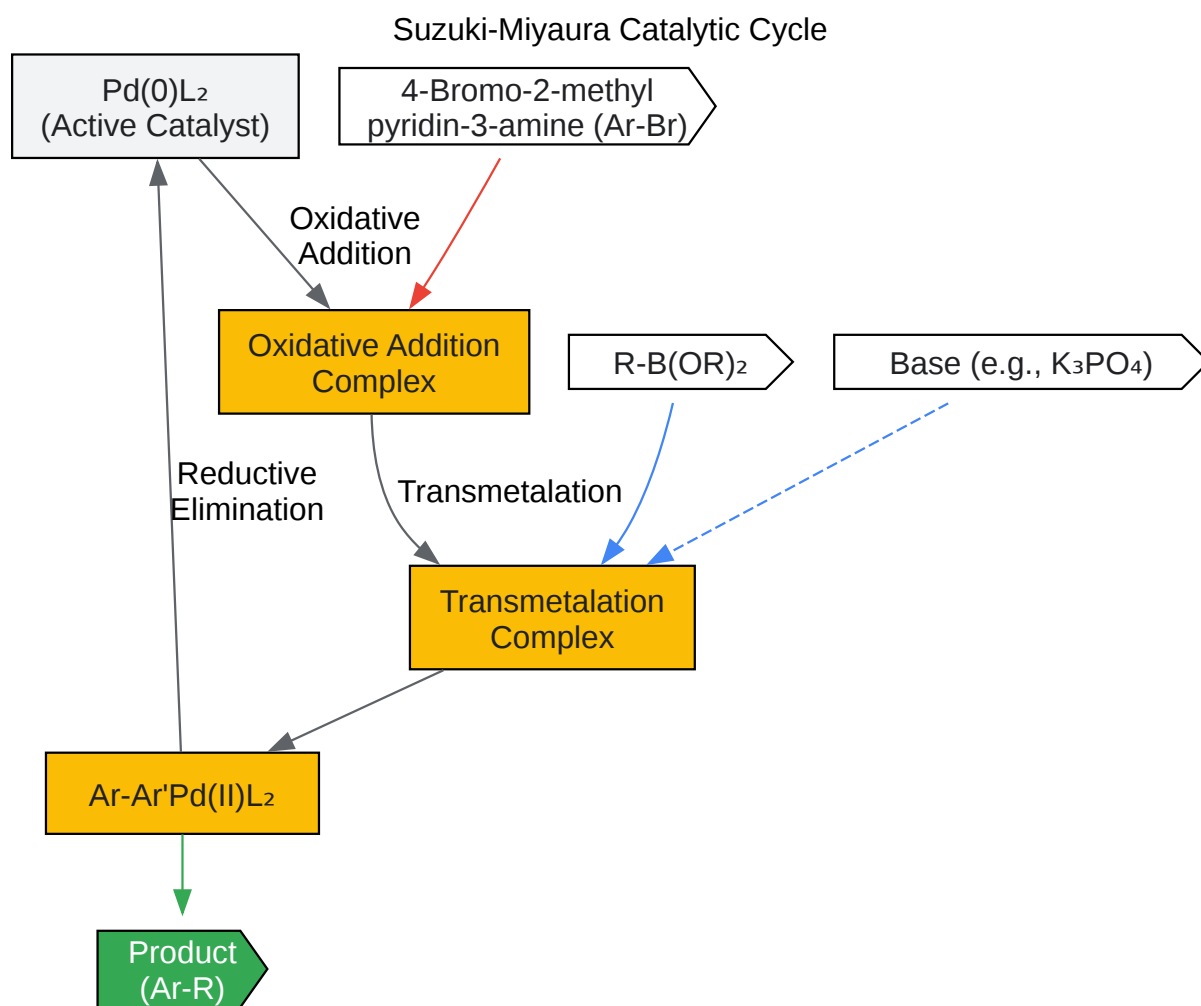 Suzuki-Miyaura Catalytic Cycle
Pd(0)L₂
(Active Catalyst)
4-Bromo-2-methyl
pyridin-3-amine (Ar-Br)
Oxidative
Addition
Oxidative Addition
Complex
R-B(OR)₂
Base (e.g., K₃PO₄)
Reductive
Elimination
Transmetalation
Transmetalation
Complex
Ar-Ar'Pd(II)L₂
Product
(Ar-R)